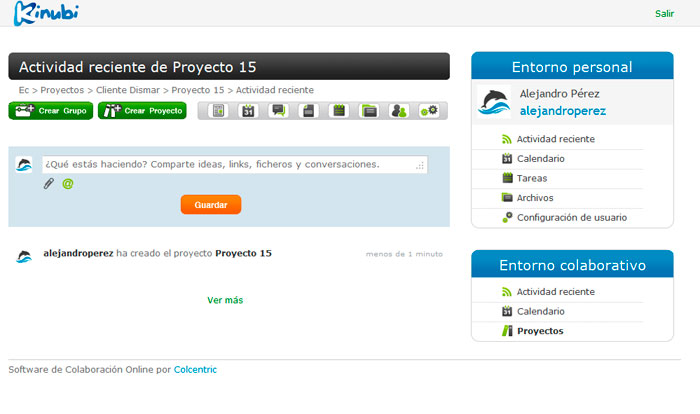 Kinubi
Salir
Actividad reciente de Proyecto 15
Ec > Proyectos > Cliente Dismar > Proyecto 15 > Actividad reciente
Crear Grupo
Crear Proyecto
31
¿Qué estás haciendo? Comparte ideas, links, ficheros y conversaciones.
@
Guardar
alejandroperez ha creado el proyecto Proyecto 15
menos de 1 minuto
Ver más
Entorno personal
Alejandro Pérez
alejandroperez
Actividad reciente
31 Calendario
Tareas
Archivos
Configuración de usuario
Entorno colaborativo
Actividad reciente
31 Calendario
Proyectos
Software de Colaboración Online por Colcentric